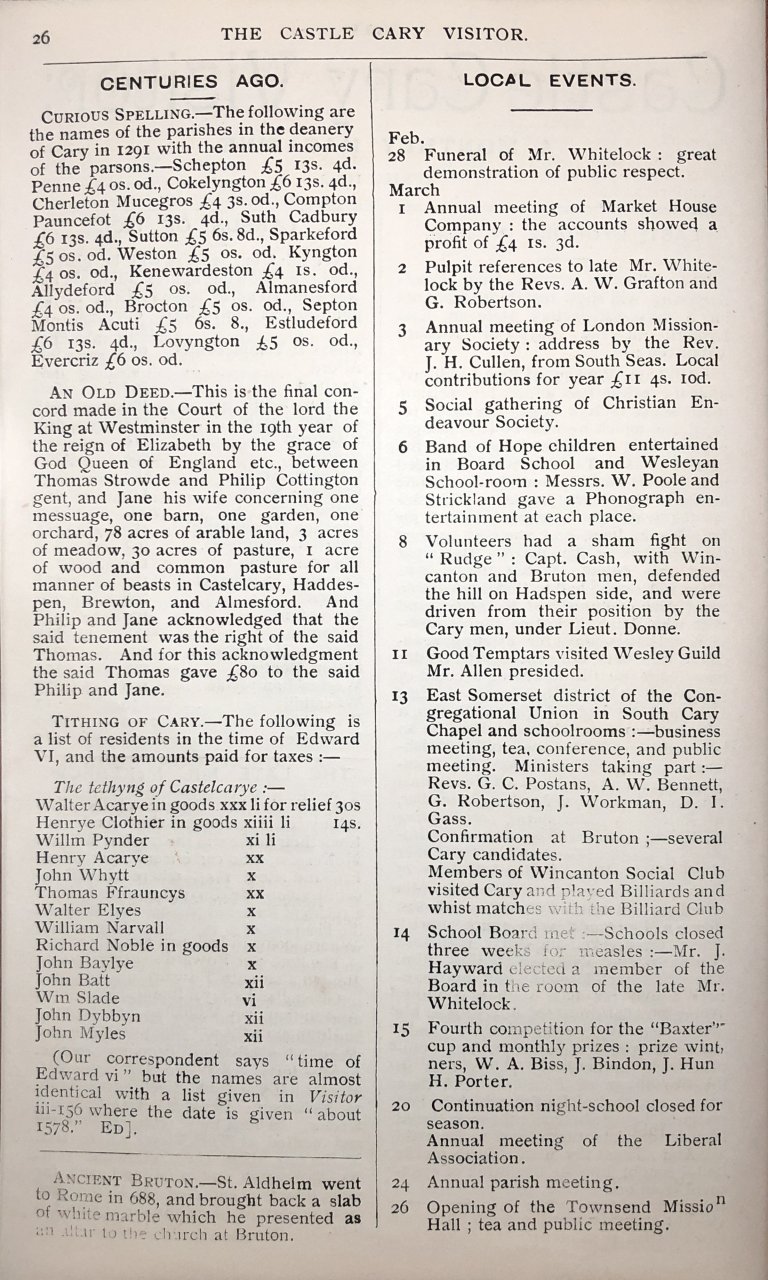 26
THE CASTLE CARY VISITOR.
CENTURIES AGO.
CURIOUS SPELLING.—The following are
the names of the parishes in the deanery
of Cary in 1291 with the annual incomes
of the parsons.—Schepton £5 13s. 4d.
Penne £4 0s. 0d., Cokelyngton £6 13s. 4d.,
Cherleton Mucegros £4 3s. 0d., Compton
Pauncefot £6 13s. 4d., Suth Cadbury
£6 13s. 4d., Sutton £5 6s. 8d., Sparkeford
£5 0s. 0d. Weston £5 0s. 0d. Kyngton
£4 0s. 0d., Kenewardeston £4 1s. 0d.,
Allydeford £5 0s. 0d., Almanesford
£4 0s. 0d., Brocton £5 0s. 0d., Septon
Montis Acuti £5 6s. 8., Estludeford
£6 13s. 4d., Lovyngton £5 0s. 0d.,
Evercriz £6 0s. 0d.
AN OLD DEED.—This is the final con-
cord made in the Court of the lord the
King at Westminster in the 19th year of
the reign of Elizabeth by the grace of
God Queen of England etc., between
Thomas Strowde and Philip Cottington
gent, and Jane his wife concerning one
messuage, one barn, one garden, one
orchard, 78 acres of arable land, 3 acres
of meadow, 30 acres of pasture, 1 acre
of wood and common pasture for all
manner of beasts in Castelcary, Haddes-
pen, Brewton, and Almesford. And
Philip and Jane acknowledged that the
said tenement was the right of the said
Thomas. And for this acknowledgment
the said Thomas gave £80 to the said
Philip and Jane.
TITHING OF CARY.—The following is
a list of residents in the time of Edward
VI, and the amounts paid for taxes :—
The tethyng of Castelcarye :—
Walter Acarye in goods xxx li for relief 30s
Henrye Clothier in goods xiiii li 14s.
Willm Pynder xi li
Henry Acarye xx
John Whytt x
Thomas Ffrauncys xx
Walter Elyes x
William Narvall x
Richard Noble in goods x
John Baylye x
John Batt xii
Wm Slade vi
John Dybbyn xii
John Myles xii
(Our correspondent says "time of
Edward vi" but the names are almost
identical with a list given in Visitor
iii-156 where the date is given "about
1578." ED].
ANCIENT BRUTON.—St. Aldhelm went
to Rome in 688, and brought back a slab
of white marble which he presented as
an altar to the church at Bruton.
LOCAL EVENTS.
Feb.
28 Funeral of Mr. Whitelock : great
demonstration of public respect.
March
1 Annual meeting of Market House
Company : the accounts showed a
profit of £4 1s. 3d.
2 Pulpit references to late Mr. White-
lock by the Revs. A. W. Grafton and
G. Robertson.
3 Annual meeting of London Mission-
ary Society : address by the Rev.
J. H. Cullen, from South Seas. Local
contributions for year £11 4s. 10d.
5 Social gathering of Christian En-
deavour Society.
6 Band of Hope children entertained
in Board School and Wesleyan
School-room : Messrs. W. Poole and
Strickland gave a Phonograph en-
tertainment at each place.
8 Volunteers had a sham fight on
"Rudge" : Capt. Cash, with Win-
canton and Bruton men, defended
the hill on Hadspen side, and were
driven from their position by the
Cary men, under Lieut. Donne.
11 Good Temptars visited Wesley Guild
Mr. Allen presided.
13 East Somerset district of the Con-
gregational Union in South Cary
Chapel and schoolrooms :—business
meeting, tea, conference, and public
meeting. Ministers taking part :—
Revs. G. C. Postans, A. W. Bennett,
G. Robertson, J. Workman, D. I.
Gass.
Confirmation at Bruton ;—several
Cary candidates.
Members of Wincanton Social Club
visited Cary and played Billiards and
whist matches with the Billiard Club
14 School Board met :—Schools closed
three weeks for measles :—Mr. J.
Hayward elected a member of the
Board in the room of the late Mr.
Whitelock.
15 Fourth competition for the "Baxter"-
cup and monthly prizes : prize wint,
ners, W. A. Biss, J. Bindon, J. Hun
H. Porter.
20 Continuation night-school closed for
season.
Annual meeting of the Liberal
Association.
24 Annual parish meeting.
26 Opening of the Townsend Mission
Hall ; tea and public meeting.